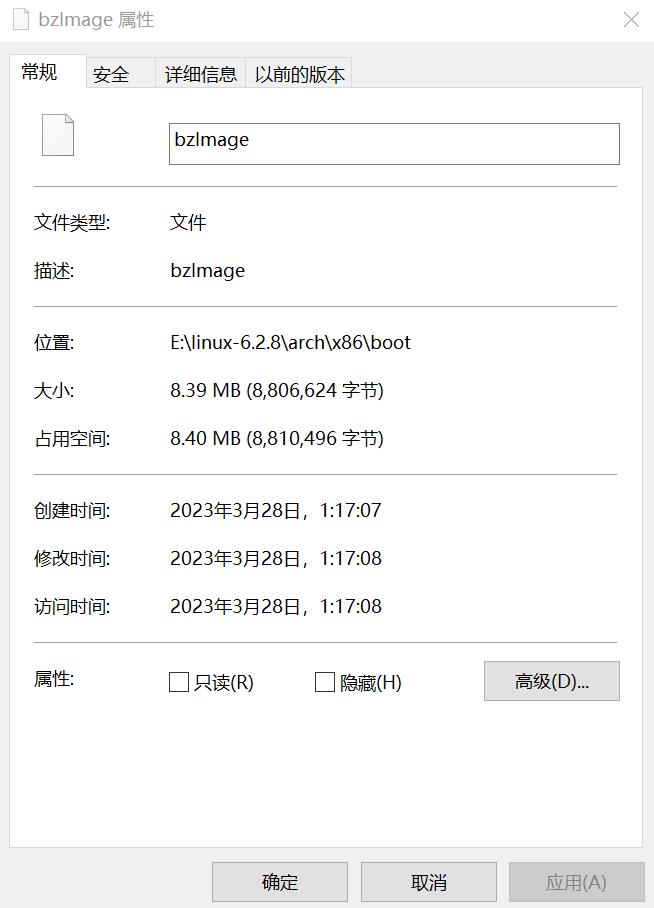 bzImage 属性
常规 安全 详细信息 以前的版本
bzImage
文件类型: 文件
描述: bzImage
位置: E:\linux-6.2.8\arch\x86\boot
大小: 8.39 MB (8,806,624 字节)
占用空间: 8.40 MB (8,810,496 字节)
创建时间: 2023年3月28日，1:17:07
修改时间: 2023年3月28日，1:17:08
访问时间: 2023年3月28日，1:17:08
属性: 只读(R) 隐藏(H) 高级(D)...
确定 取消 应用(A)